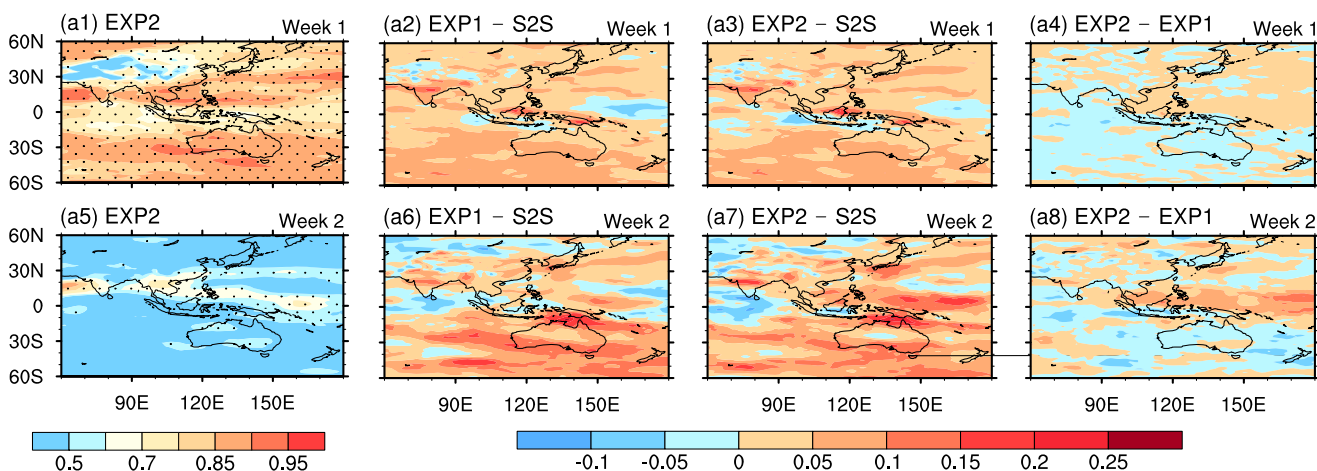 (a1) EXP2 Week 1
(a2) EXP1 − S2S Week 1
(a3) EXP2 − S2S Week 1
(a4) EXP2 − EXP1 Week 1
60N
30N
0
30S
60S
(a5) EXP2 Week 2
(a6) EXP1 − S2S Week 2
(a7) EXP2 − S2S Week 2
(a8) EXP2 − EXP1 Week 2
60N
30N
0
30S
60S
90E 120E 150E
90E 120E 150E
90E 120E 150E
90E 120E 150E
0.5 0.7 0.85 0.95
-0.1 -0.05 0 0.05 0.1 0.15 0.2 0.25